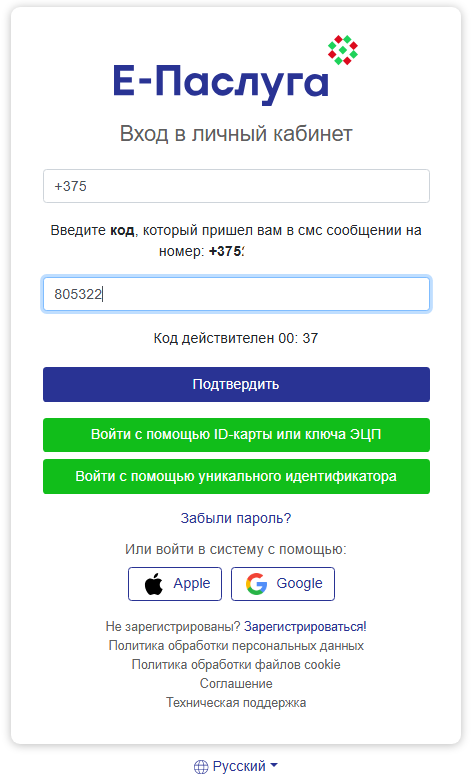 Е-Паслуга
Вход в личный кабинет
+375
Введите код, который пришел вам в смс сообщении на
номер: +375
805322
Код действителен 00: 37
Подтвердить
Войти с помощью ID-карты или ключа ЭЦП
Войти с помощью уникального идентификатора
Забыли пароль?
Или войти в систему с помощью:
Apple
Google
Не зарегистрированы? Зарегистрироваться!
Политика обработки персональных данных
Политика обработки файлов cookie
Соглашение
Техническая поддержка
Русский